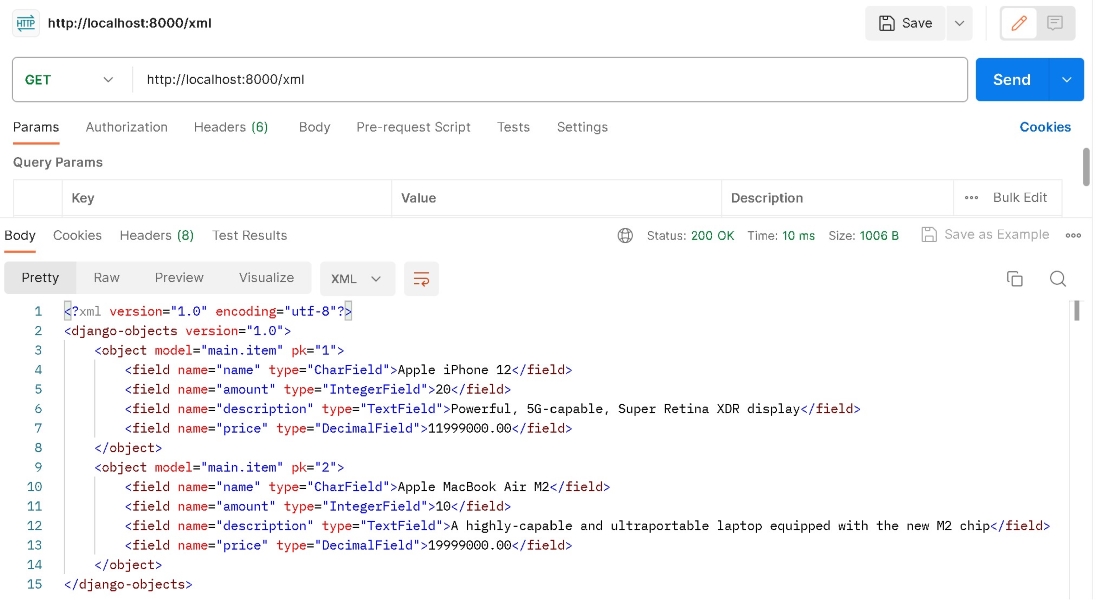 HTTP http://localhost:8000/xml Save
GET http://localhost:8000/xml Send
Params Authorization Headers (6) Body Pre-request Script Tests Settings Cookies
Query Params
Key Value Description Bulk Edit
Body Cookies Headers (8) Test Results Status: 200 OK Time: 10 ms Size: 1006 B Save as Example
Pretty Raw Preview Visualize XML
1 <?xml version="1.0" encoding="utf-8"?>
2 <django-objects version="1.0">
3 <object model="main.item" pk="1">
4 <field name="name" type="CharField">Apple iPhone 12</field>
5 <field name="amount" type="IntegerField">20</field>
6 <field name="description" type="TextField">Powerful, 5G-capable, Super Retina XDR display</field>
7 <field name="price" type="DecimalField">11999000.00</field>
8 </object>
9 <object model="main.item" pk="2">
10 <field name="name" type="CharField">Apple MacBook Air M2</field>
11 <field name="amount" type="IntegerField">10</field>
12 <field name="description" type="TextField">A highly-capable and ultraportable laptop equipped with the new M2 chip</field>
13 <field name="price" type="DecimalField">19999000.00</field>
14 </object>
15 </django-objects>